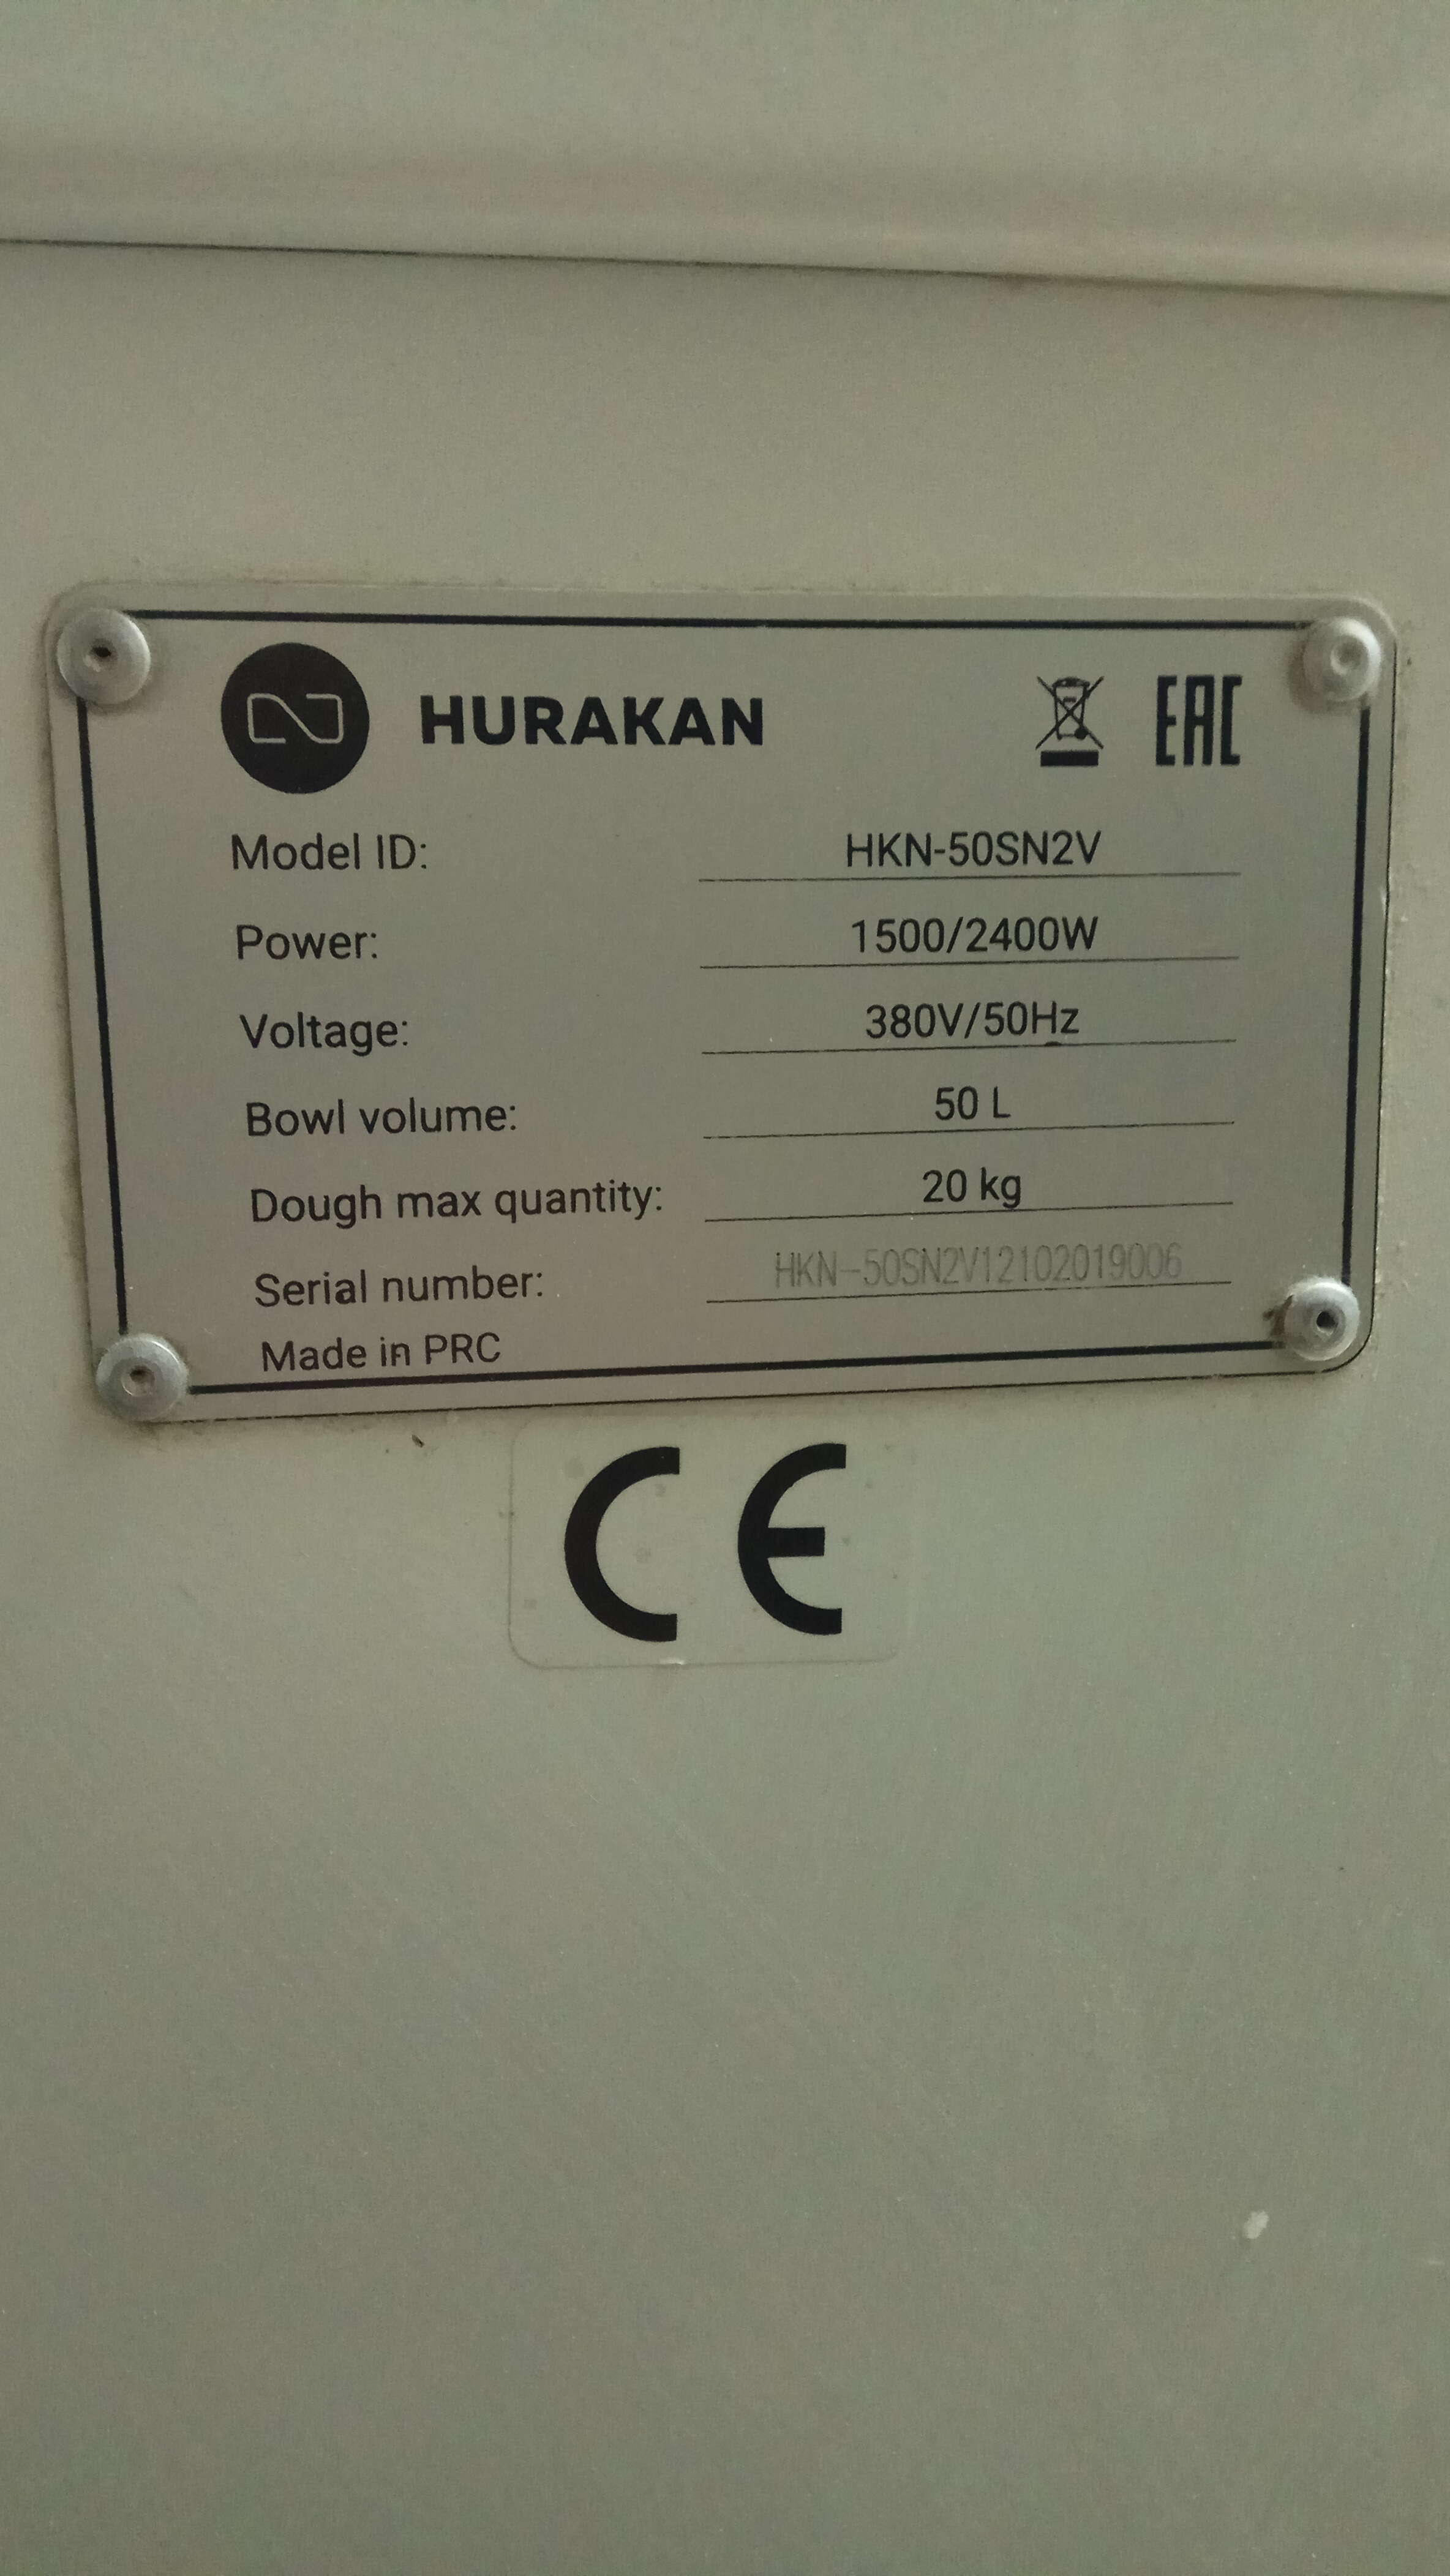 HURAKAN EAC
Model ID: HKN-50SN2V
Power: 1500/2400W
Voltage: 380V/50Hz
Bowl volume: 50 L
Dough max quantity: 20 kg
Serial number: HKN-50SN2V12102019006
Made in PRC
CE